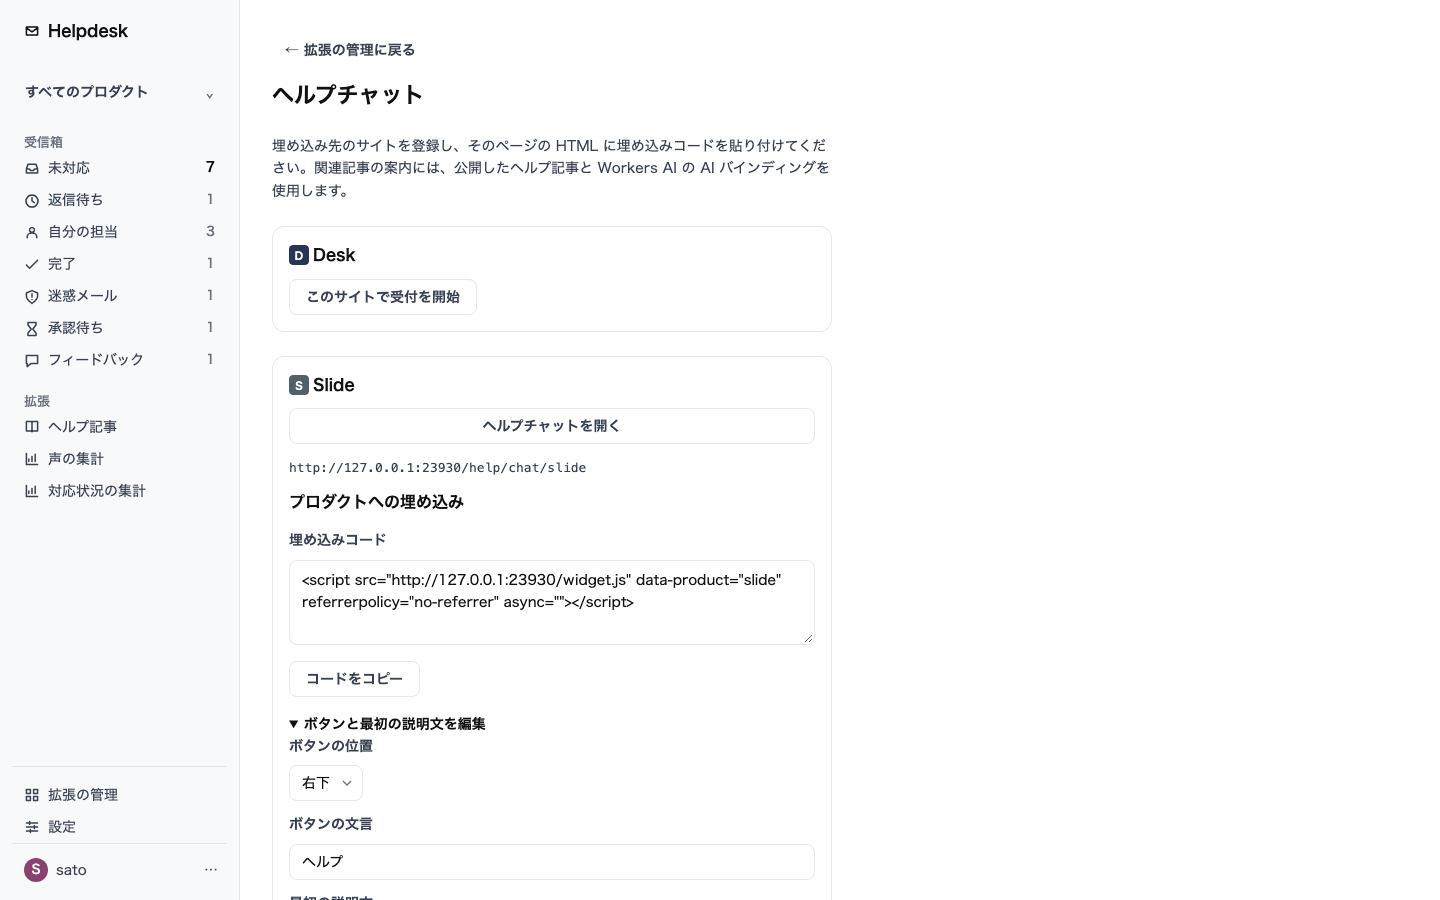 Helpdesk
すべてのプロダクト
受信箱
未対応 7
返信待ち 1
自分の担当 3
完了 1
迷惑メール 1
承認待ち 1
フィードバック 1
拡張
ヘルプ記事
声の集計
対応状況の集計
拡張の管理
設定
S sato ...
← 拡張の管理に戻る
ヘルプチャット
埋め込み先のサイトを登録し、そのページの HTML に埋め込みコードを貼り付けてくだ
さい。関連記事の案内には、公開したヘルプ記事と Workers AI の AI バインディングを
使用します。
D Desk
このサイトで受付を開始
S Slide
ヘルプチャットを開く
http://127.0.0.1:23930/help/chat/slide
プロダクトへの埋め込み
埋め込みコード
<script src="http://127.0.0.1:23930/widget.js" data-product="slide"
referrerpolicy="no-referrer" async=""></script>
コードをコピー
▼ ボタンと最初の説明文を編集
ボタンの位置
右下
ボタンの文言
ヘルプ